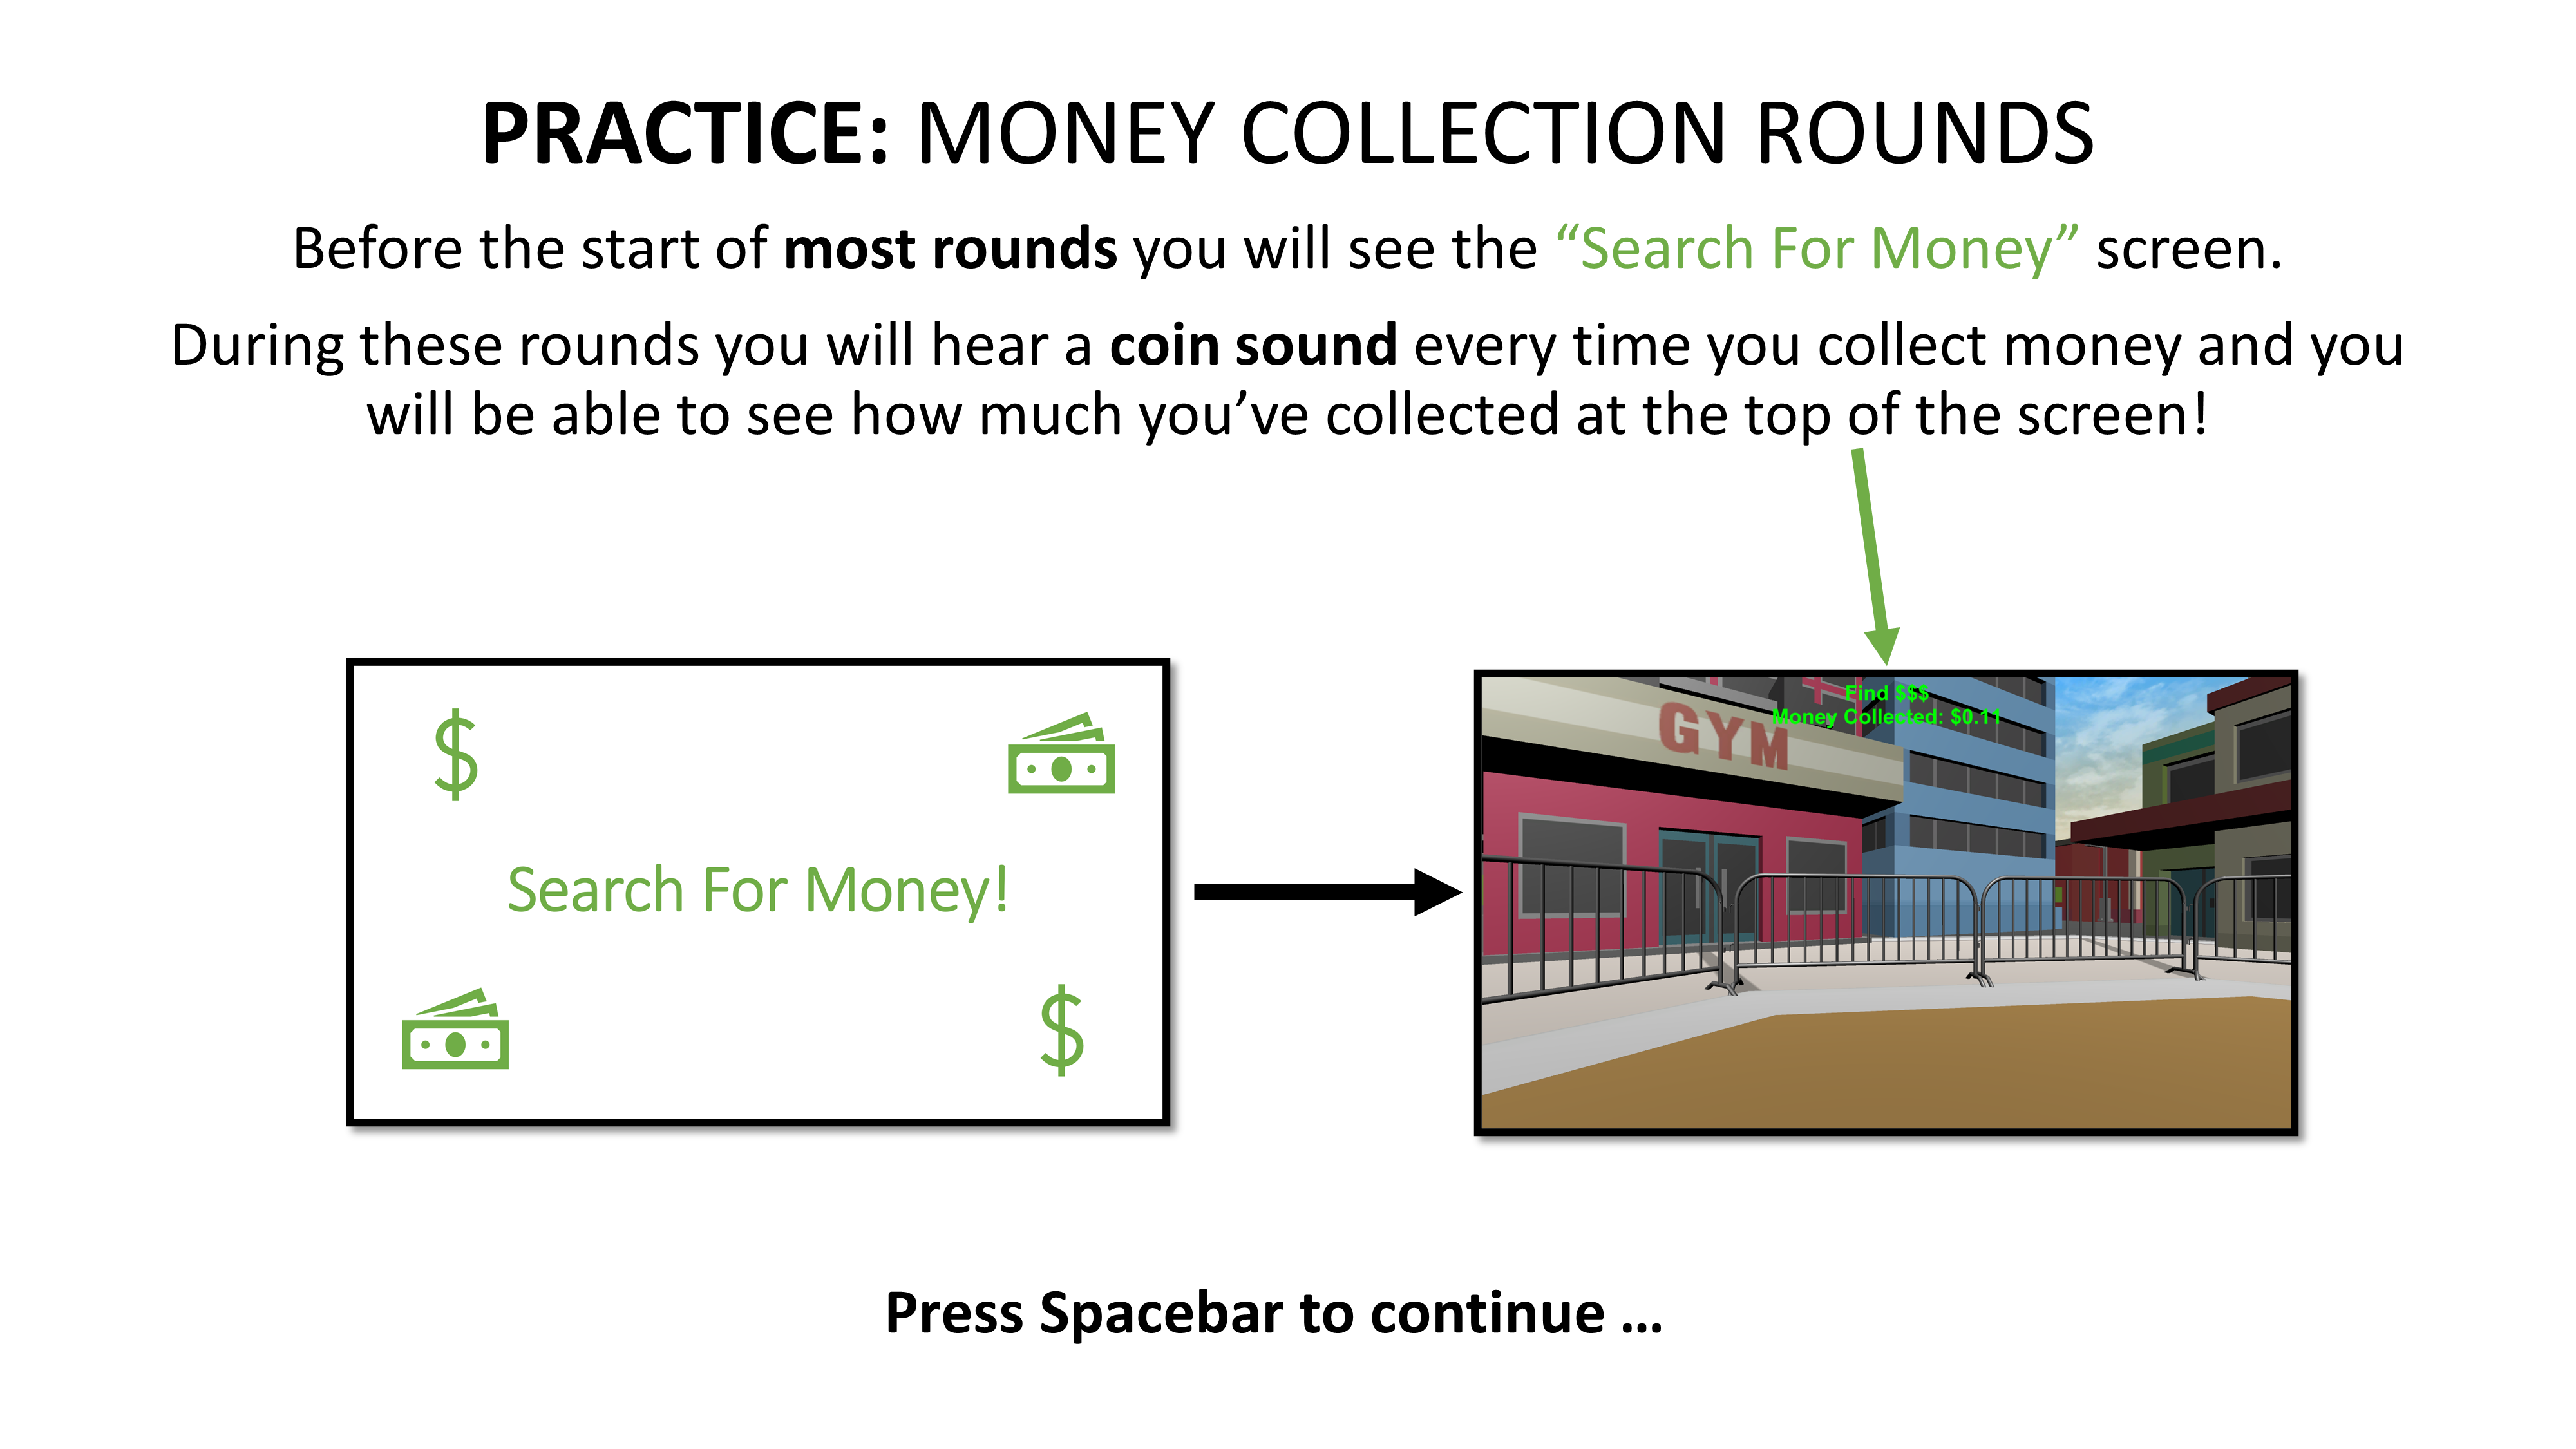 PRACTICE: MONEY COLLECTION ROUNDS
Before the start of most rounds you will see the “Search For Money” screen.
During these rounds you will hear a coin sound every time you collect money and you
will be able to see how much you’ve collected at the top of the screen!
$
Search For Money!
$
Find $$$
Money Collected: $0.11
GYM
Press Spacebar to continue …